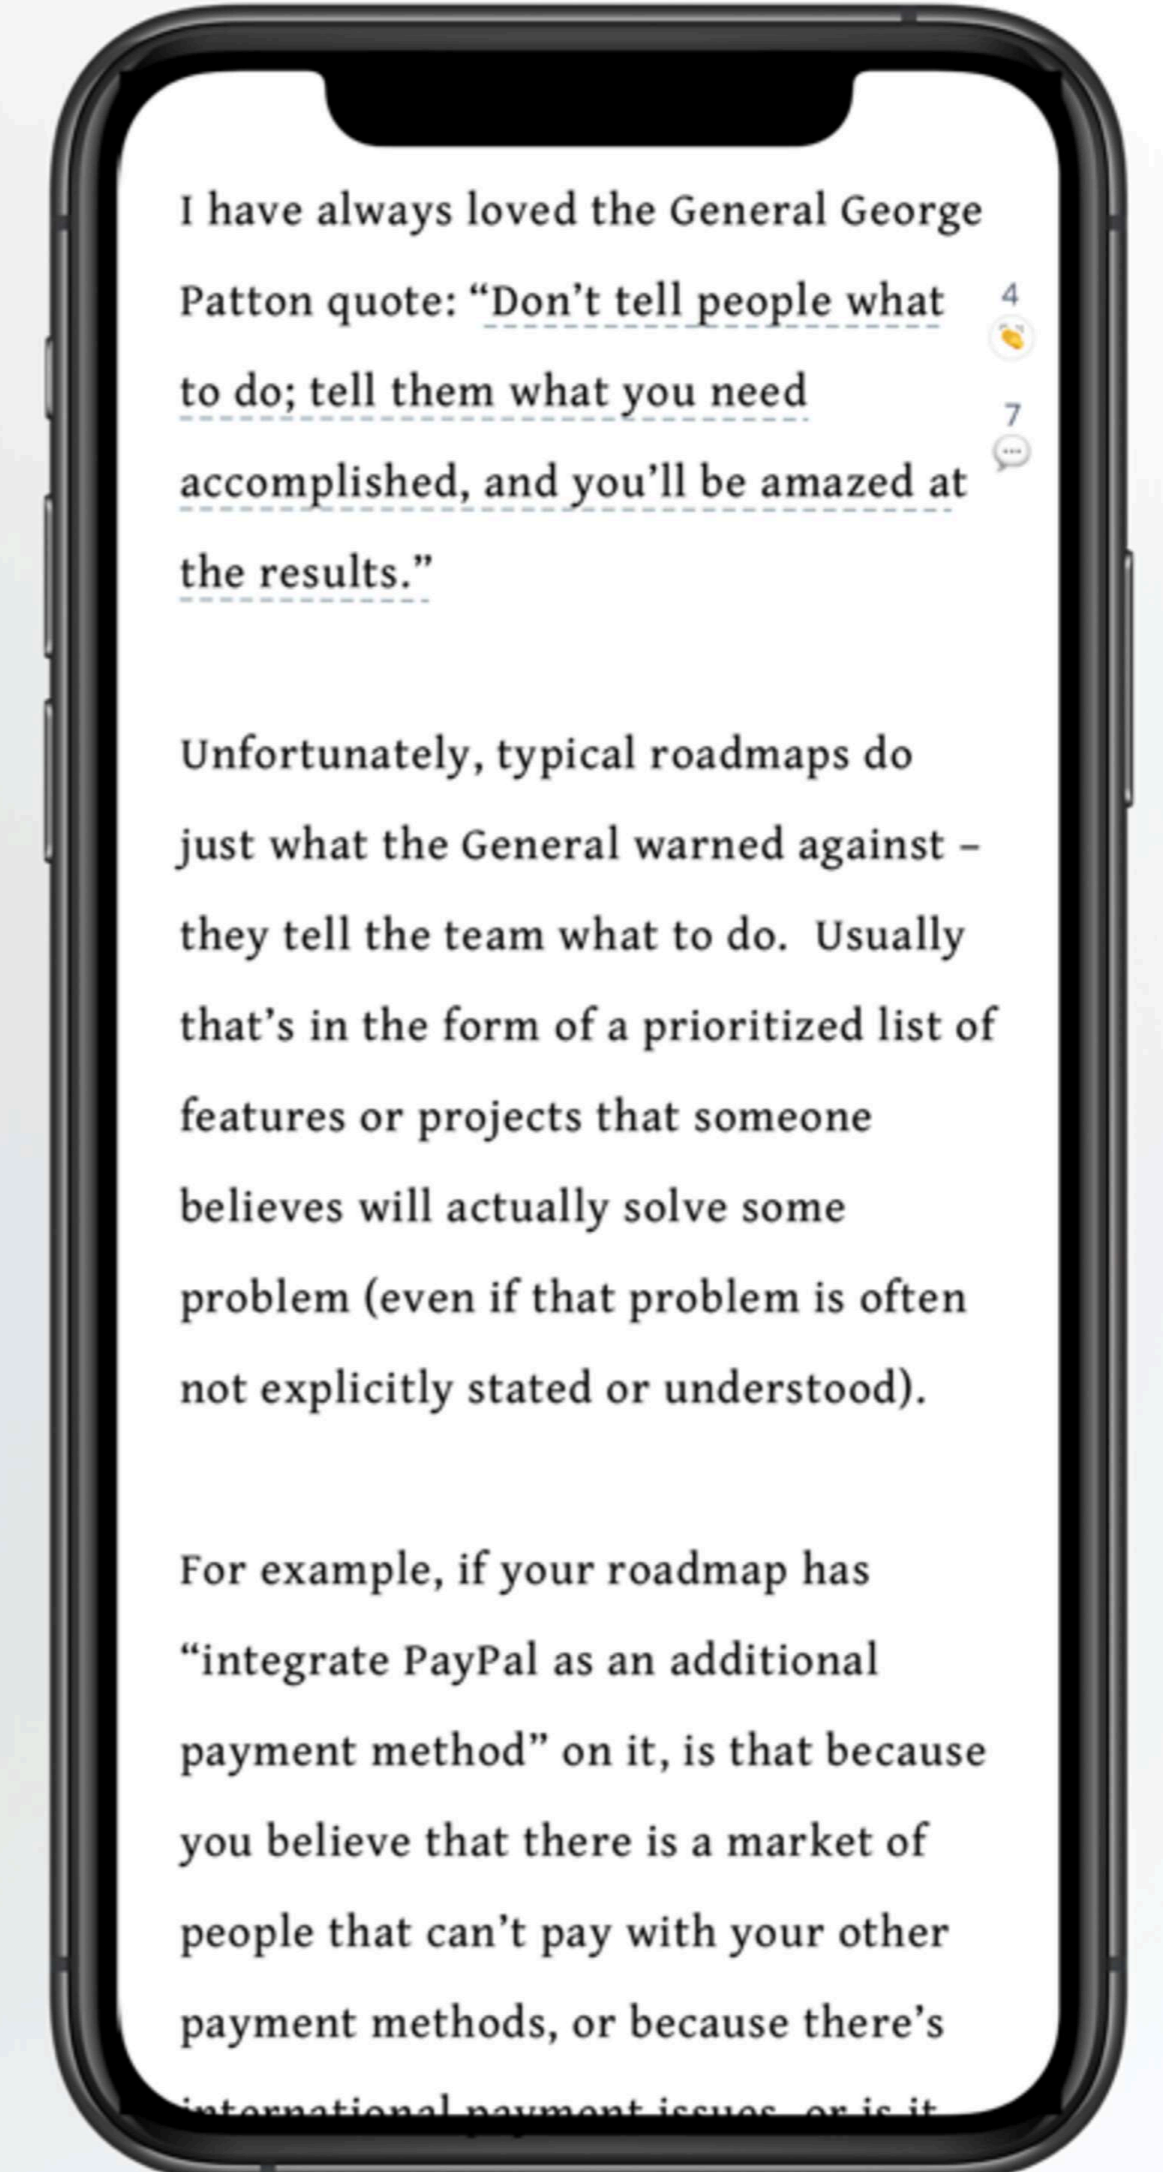 I have always loved the General George
Patton quote: “Don’t tell people what
4
to do; tell them what you need
7
accomplished, and you’ll be amazed at
the results.”
Unfortunately, typical roadmaps do
just what the General warned against –
they tell the team what to do.  Usually
that’s in the form of a prioritized list of
features or projects that someone
believes will actually solve some
problem (even if that problem is often
not explicitly stated or understood).
For example, if your roadmap has
“integrate PayPal as an additional
payment method” on it, is that because
you believe that there is a market of
people that can’t pay with your other
payment methods, or because there’s
international payment issues, or is it